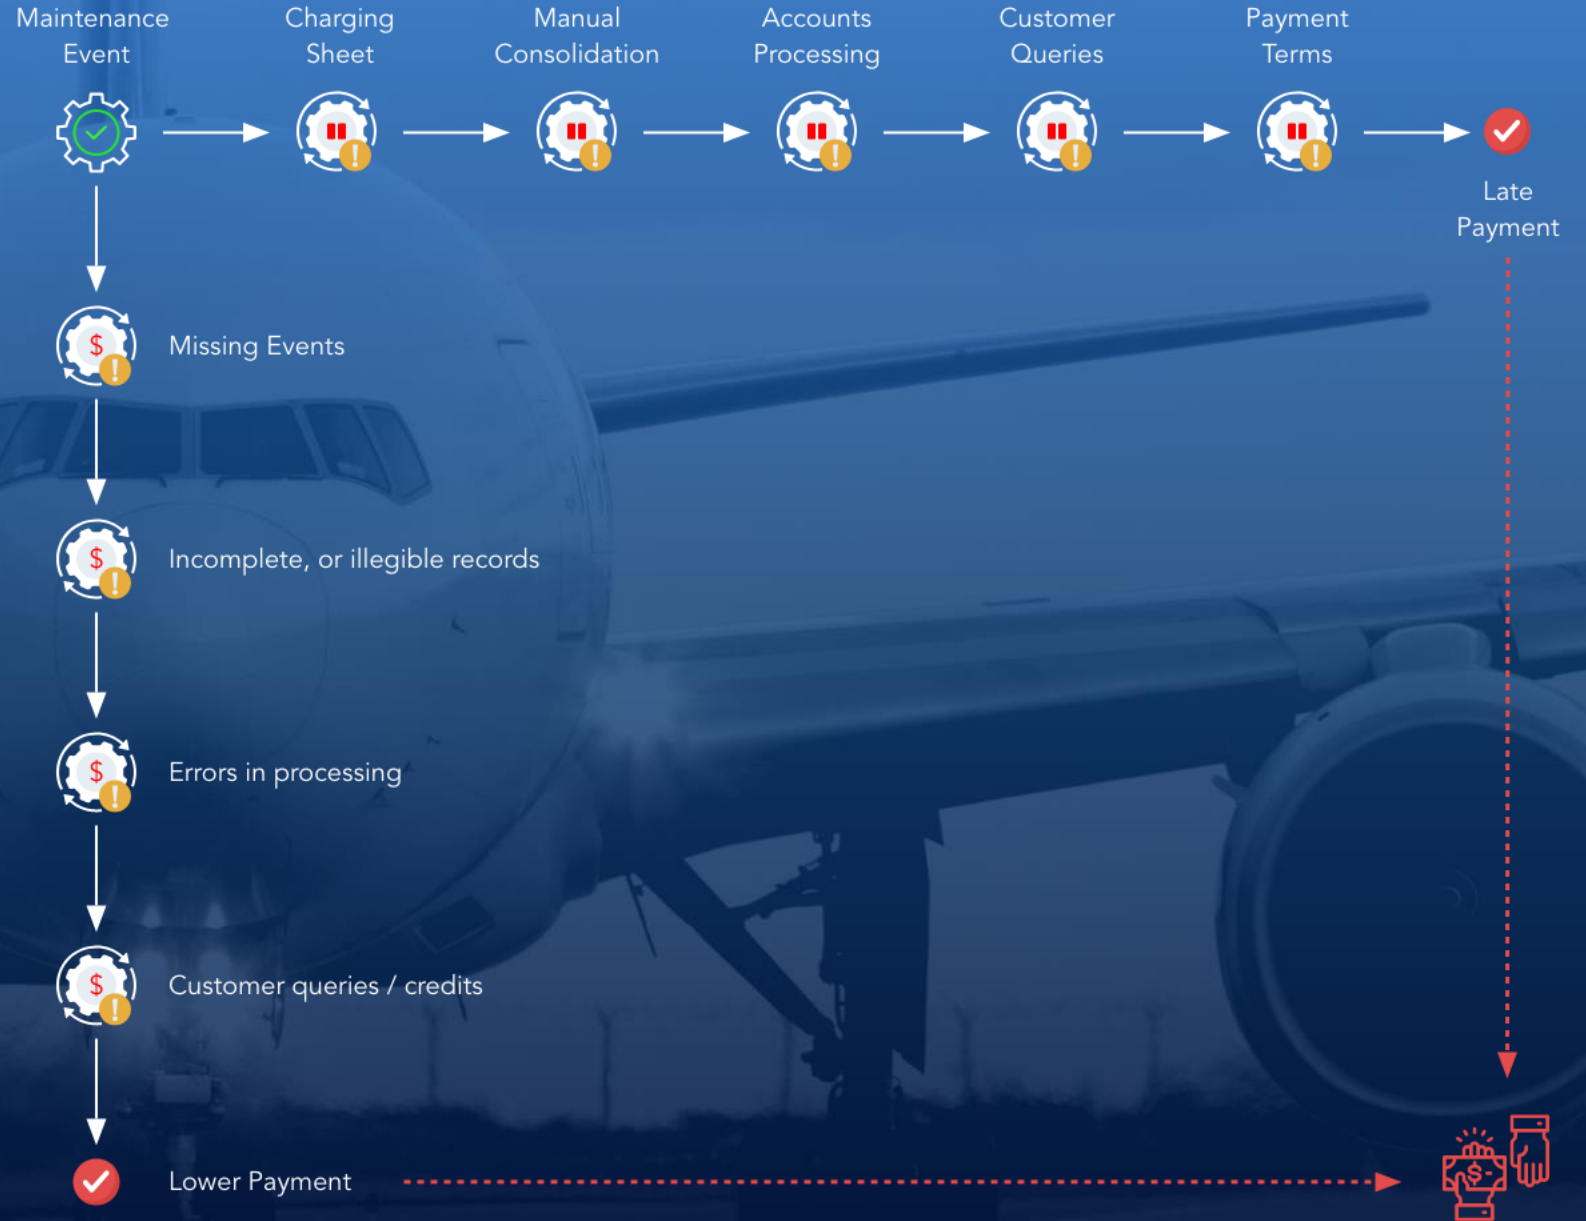 Maintenance
Event
Charging
Sheet
Manual
Consolidation
Accounts
Processing
Customer
Queries
Payment
Terms
Late
Payment
Missing Events
Incomplete, or illegible records
Errors in processing
Customer queries / credits
Lower Payment